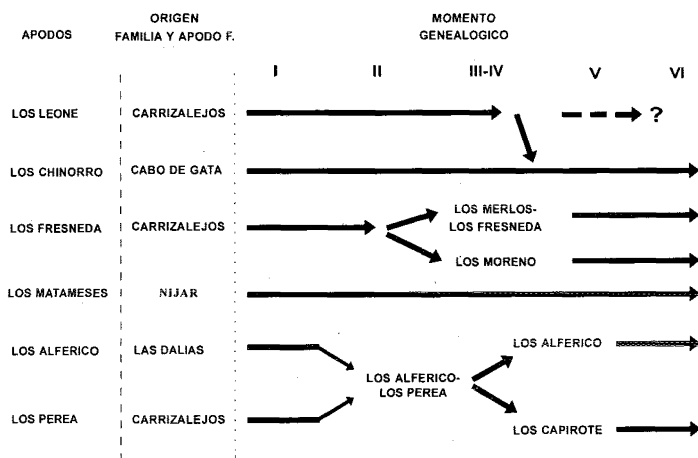 APODOS
ORIGEN
FAMILIA Y APODO F.
MOMENTO
GENEALOGICO
I II III-IV V VI
LOS LEONE CARRIZALEJOS ?
LOS CHINORRO CABO DE GATA
LOS FRESNEDA CARRIZALEJOS
LOS MERLOS-
LOS FRESNEDA
LOS MORENO
LOS MATAMESES NIJAR
LOS ALFERICO LAS DALIAS
LOS ALFERICO-
LOS PEREA
LOS ALFERICO
LOS PEREA CARRIZALEJOS
LOS CAPIROTE